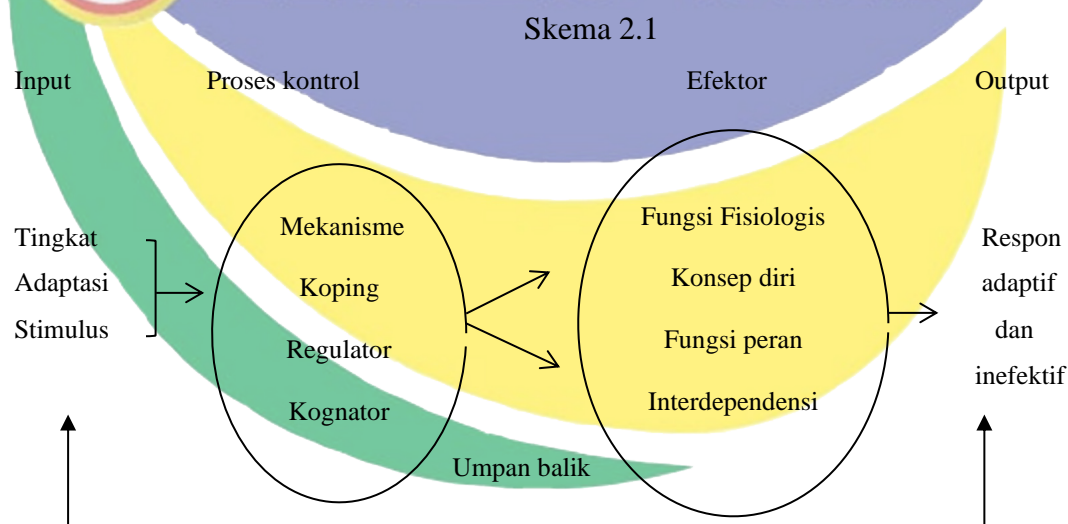 Skema 2.1
Input
Proses kontrol
Efektor
Output
Tingkat
Adaptasi
Stimulus
Mekanisme
Koping
Regulator
Kognator
Fungsi Fisiologis
Konsep diri
Fungsi peran
Interdependensi
Respon
adaptif
dan
inefektif
Umpan balik